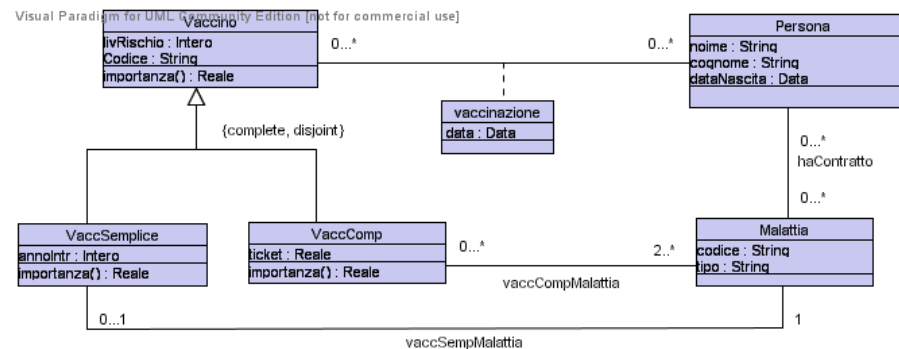 Visual Paradigm for UML Community Edition [not for commercial use]
Vaccino
livRischio : Intero
Codice : String
importanza() : Reale
0...*
0...*
Persona
noime : String
cognome : String
dataNascita : Data
vaccinazione
data : Data
{complete, disjoint}
0...*
haContratto
0...*
VaccSemplice
annoIntr : Intero
importanza() : Reale
VaccComp
ticket : Reale
importanza() : Reale
0...*
2..*
vaccCompMalattia
Malattia
codice : String
tipo : String
0...1
1
vaccSempMalattia